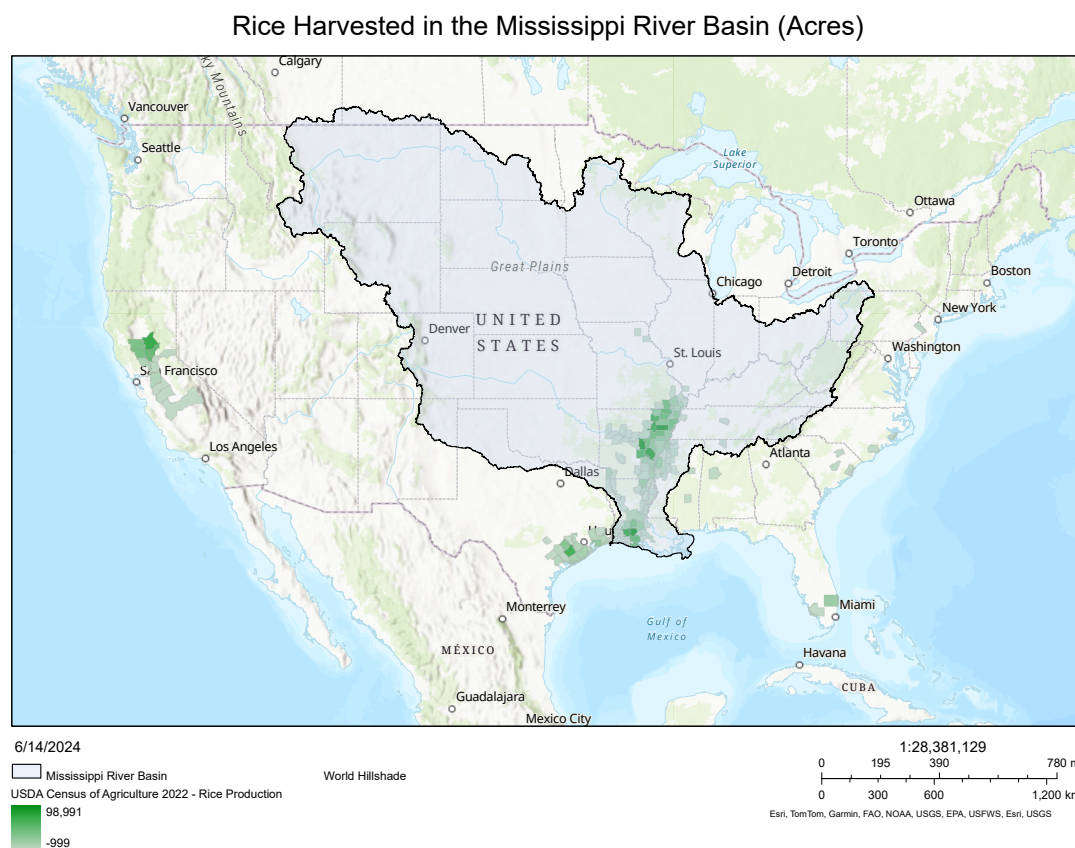 Rice Harvested in the Mississippi River Basin (Acres)
Calgary
ky Mountains
Vancouver
Seattle
Lake
Superior
Ottawa
Toronto
Great Plains
Boston
Detroit
Chicago
New York
UNITED
STATES
Denver
Washington
St. Louis
Francisco
Los Angeles
Atlanta
Dallas
Miami
Monterrey
Gulf of
Mexico
MÉXICO
Havana
CUBA
Guadalajara
Mexico City
6/14/2024
1:28,381,129
Mississippi River Basin
World Hillshade
USDA Census of Agriculture 2022 - Rice Production
98,991
-999
0 195 390 780 m
0 300 600 1,200 km
Esri, TomTom, Garmin, FAO, NOAA, USGS, EPA, USFWS, Esri, USGS